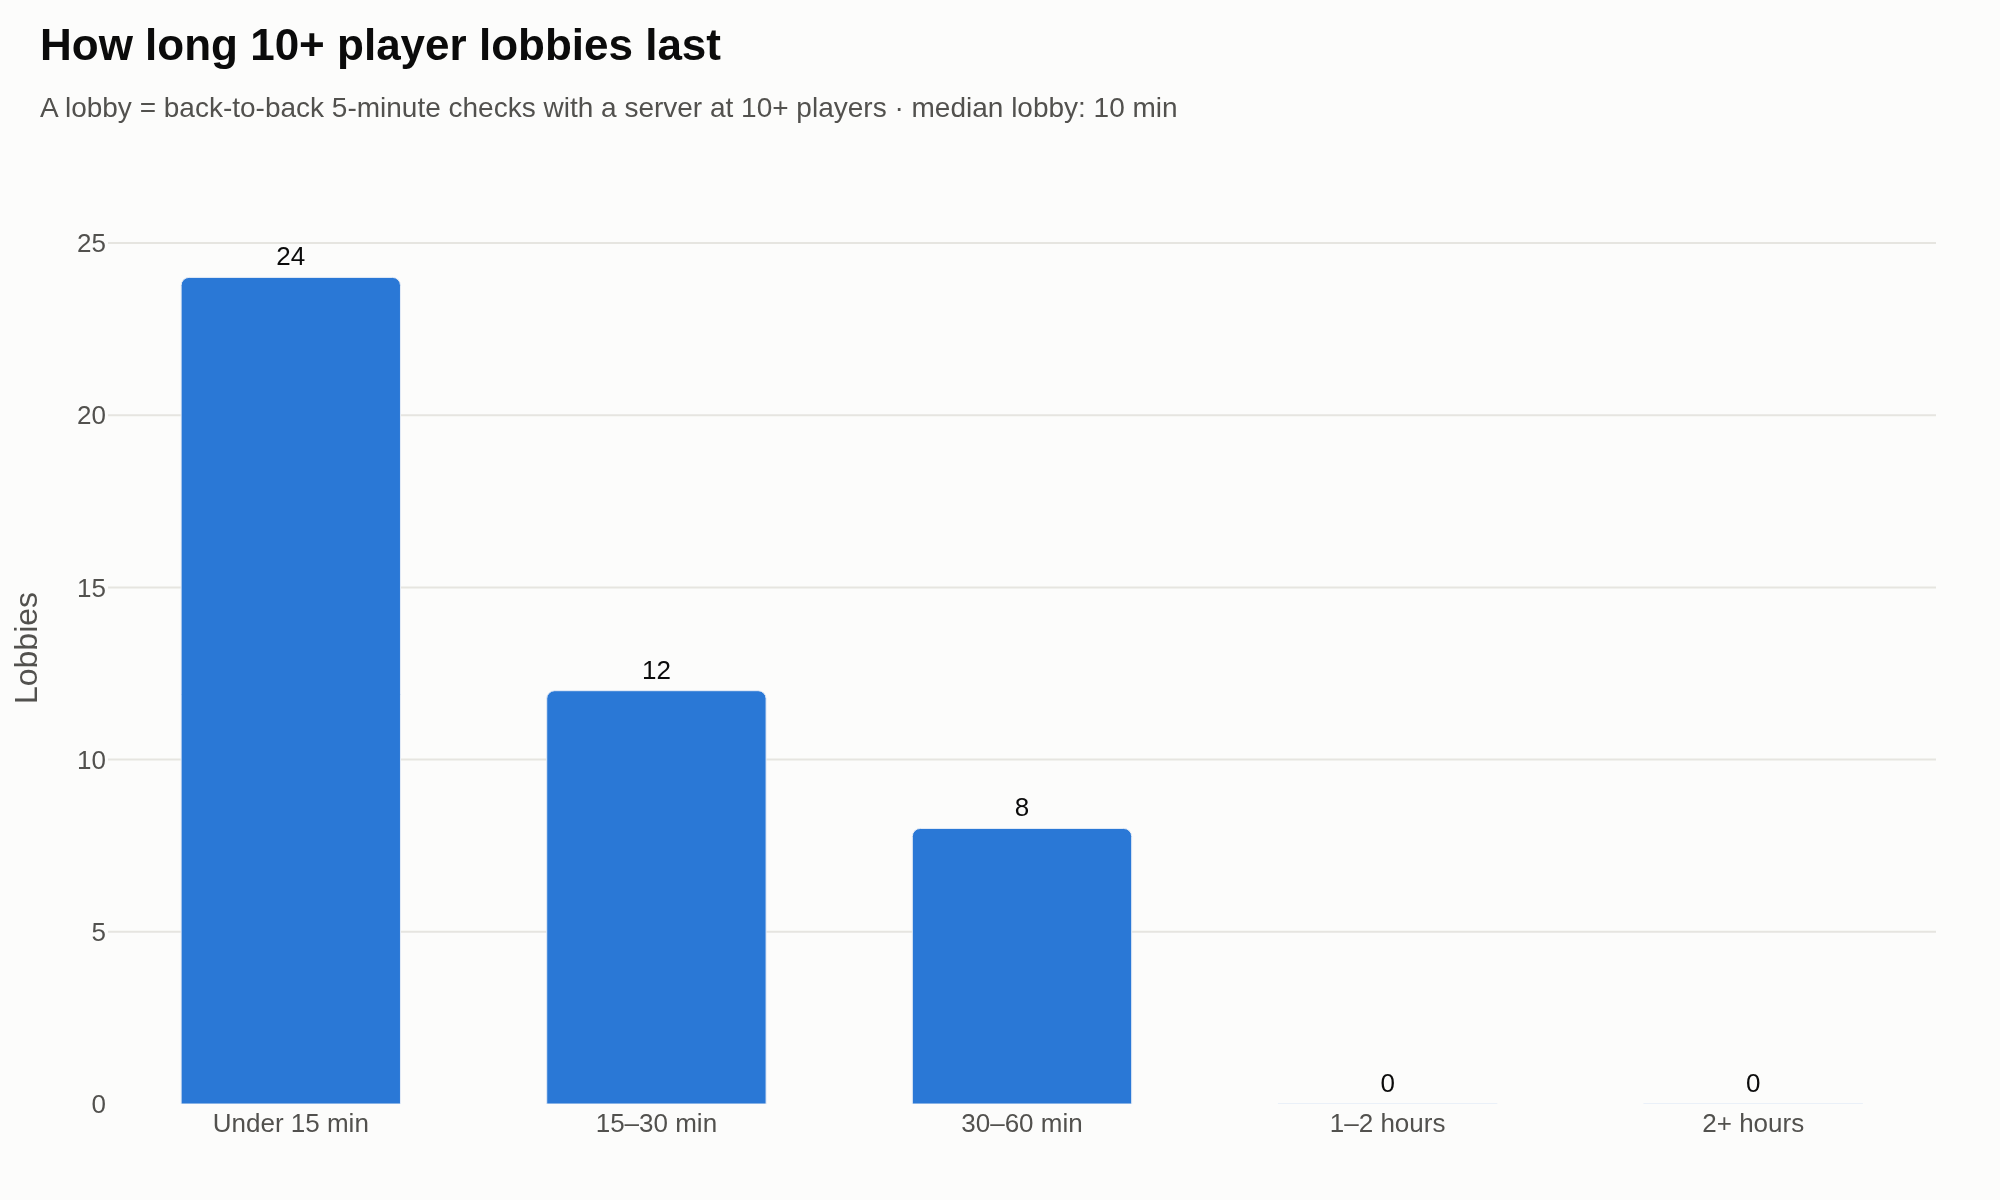 How long 10+ player lobbies last
A lobby = back-to-back 5-minute checks with a server at 10+ players · median lobby: 10 min
Lobbies
25
20
15
10
5
0
24
12
8
0
0
Under 15 min
15–30 min
30–60 min
1–2 hours
2+ hours